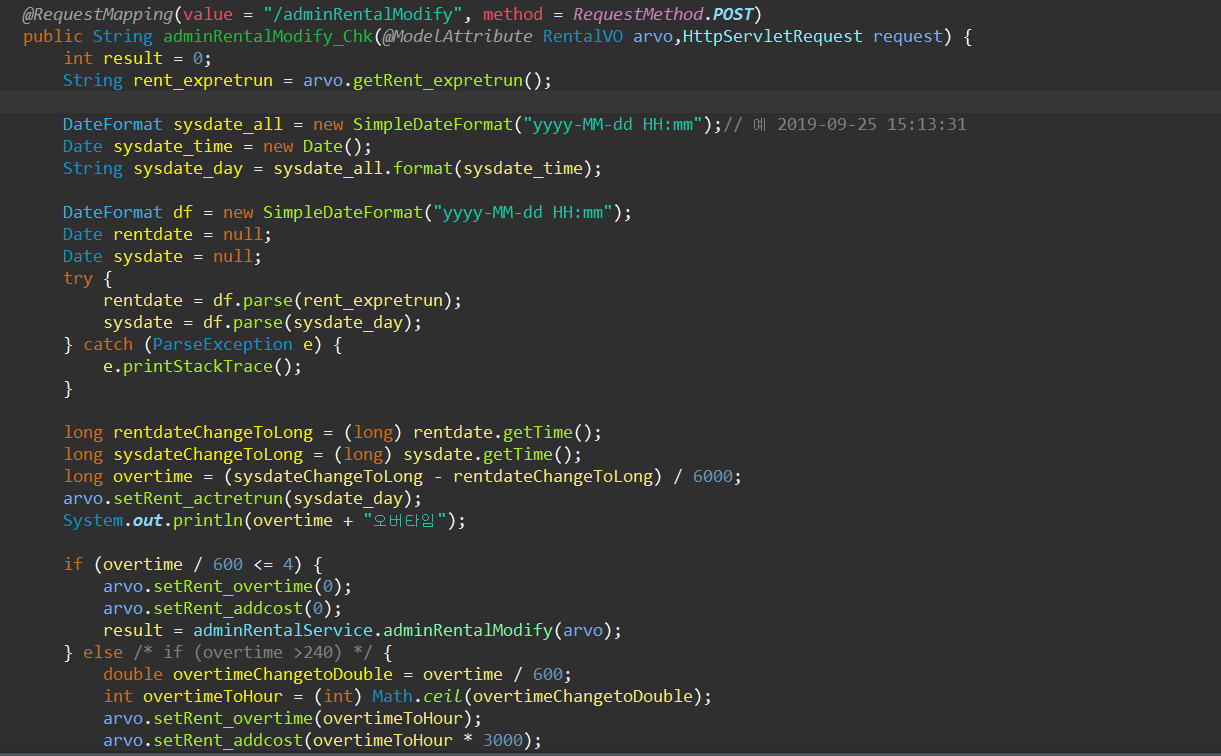 @RequestMapping(value = "/adminRentalModify", method = RequestMethod.POST)
public String adminRentalModify_Chk(@ModelAttribute RentalVO arvo,HttpServletRequest request) {
int result = 0;
String rent_expretrun = arvo.getRent_expretrun();
DateFormat sysdate_all = new SimpleDateFormat("yyyy-MM-dd HH:mm");// 예 2019-09-25 15:13:31
Date sysdate_time = new Date();
String sysdate_day = sysdate_all.format(sysdate_time);
DateFormat df = new SimpleDateFormat("yyyy-MM-dd HH:mm");
Date rentdate = null;
Date sysdate = null;
try {
rentdate = df.parse(rent_expretrun);
sysdate = df.parse(sysdate_day);
} catch (ParseException e) {
e.printStackTrace();
}
long rentdateChangeToLong = (long) rentdate.getTime();
long sysdateChangeToLong = (long) sysdate.getTime();
long overtime = (sysdateChangeToLong - rentdateChangeToLong) / 6000;
arvo.setRent_actretrun(sysdate_day);
System.out.println(overtime + "오버타임");
if (overtime / 600 <= 4) {
arvo.setRent_overtime(0);
arvo.setRent_addcost(0);
result = adminRentalService.adminRentalModify(arvo);
} else /* if (overtime >240) */ {
double overtimeChangetoDouble = overtime / 600;
int overtimeToHour = (int) Math.ceil(overtimeChangetoDouble);
arvo.setRent_overtime(overtimeToHour);
arvo.setRent_addcost(overtimeToHour * 3000);